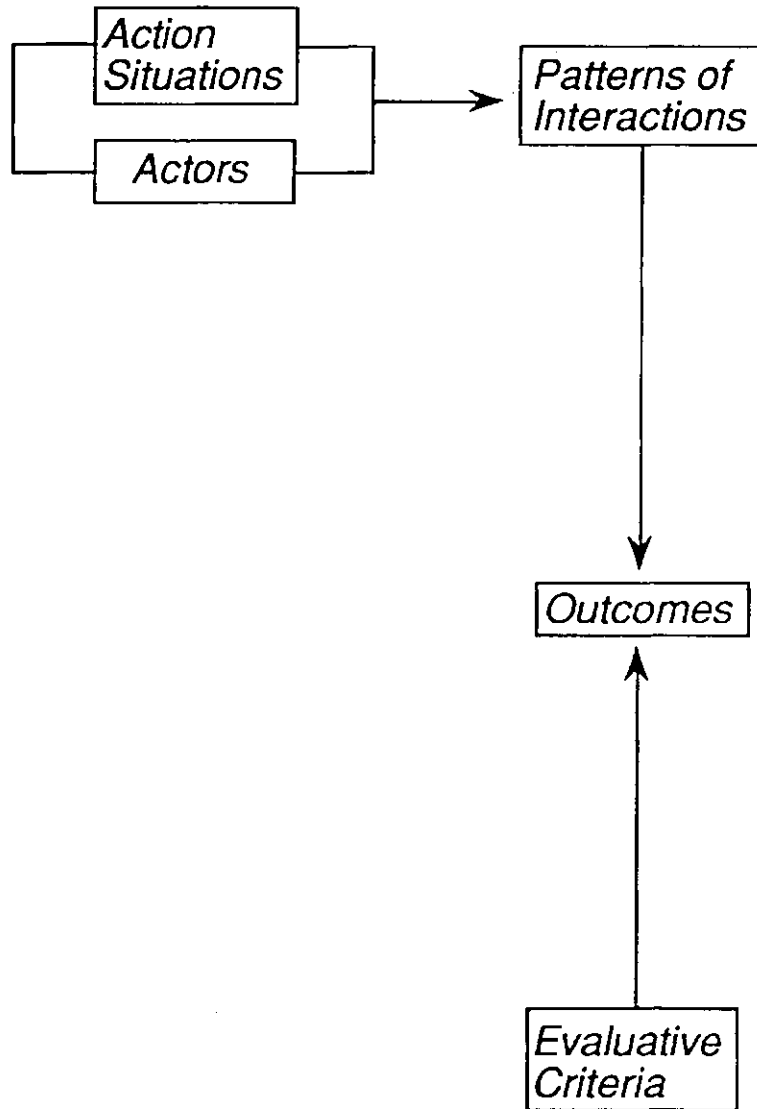 Action
Situations
Actors
Patterns of
Interactions
Outcomes
Evaluative
Criteria